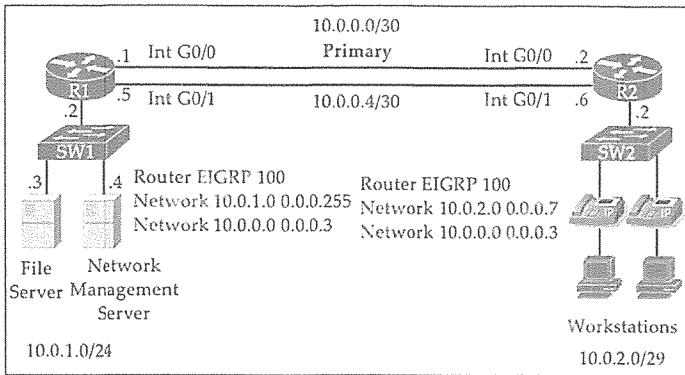 10.0.0.0/30
.1 Int G0/0 Primary Int G0/0 .2
R1 R2
.5 Int G0/1 10.0.0.4/30 Int G0/1 .6
.2 .2
SW1 SW2
.3 .4
Router EIGRP 100
Network 10.0.1.0 0.0.0.255
Network 10.0.0.0 0.0.0.3
Router EIGRP 100
Network 10.0.2.0 0.0.0.7
Network 10.0.0.0 0.0.0.3
IP IP
File
Server
Network
Management
Server
Workstations
10.0.1.0/24
10.0.2.0/29